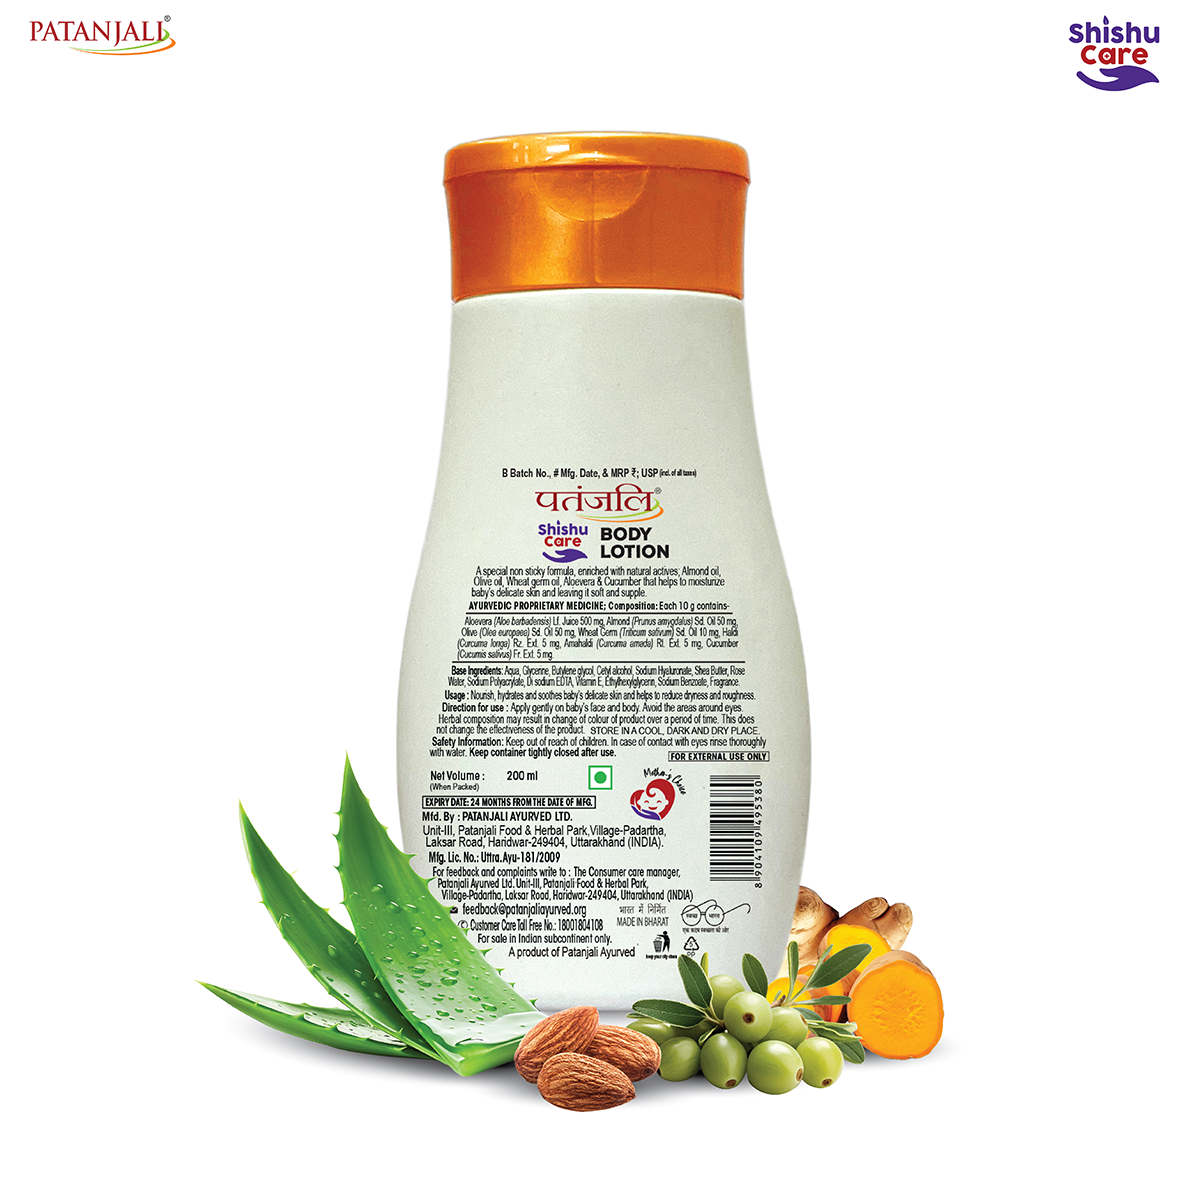 PATANJALI®
Shishu
Care
B Batch No., # Mfg. Date, & MRP ₹; USP (incl. of all taxes)
पतंजलि®
Shishu
Care
BODY
LOTION
A special non sticky formula, enriched with natural actives; Almond oil,
Olive oil, Wheat germ oil, Aloevera & Cucumber that helps to moisturize
baby's delicate skin and leaving it soft and supple.
AYURVEDIC PROPRIETARY MEDICINE; Composition: Each 10 g contains-
Aloevera (Aloe barbadensis) Lf. Juice 500 mg, Almond (Prunus amygdalus) Sd. Oil 50 mg,
Olive (Olea europaea) Sd. Oil 50 mg, Wheat Germ (Triticum sativum) Sd. Oil 10 mg, Haldi
(Curcuma longa) Rz. Ext. 5 mg, Amahaldi (Curcuma amada) Rt. Ext. 5 mg, Cucumber
(Cucumis sativus) Fr. Ext. 5 mg.
Base Ingredients: Aqua, Glycerine, Butylene glycol, Cetyl alcohol, Sodium Hyaluronate, Shea Butter, Rose
Water, Sodium Polyacrylate, Di sodium EDTA, Vitamin E, Ethylhexylglycerin, Sodium Benzoate, Fragrance.
Usage : Nourish, hydrates and soothes baby's delicate skin and helps to reduce dryness and roughness.
Direction for use : Apply gently on baby's face and body. Avoid the areas around eyes.
Herbal composition may result in change of colour of product over a period of time. This does
not change the effectiveness of the product. STORE IN A COOL, DARK AND DRY PLACE.
Safety Information: Keep out of reach of children. In case of contact with eyes rinse thoroughly
with water. Keep container tightly closed after use.
FOR EXTERNAL USE ONLY
Net Volume : 200 ml
(When Packed)
Mother's Choice
EXPIRY DATE: 24 MONTHS FROM THE DATE OF MFG.
Mfd. By : PATANJALI AYURVED LTD.
Unit-III, Patanjali Food & Herbal Park, Village-Padartha,
Laksar Road, Haridwar-249404, Uttarakhand (INDIA).
Mfg. Lic. No.: Uttra.Ayu-181/2009
8 904109 495380
For feedback and complaints write to : The Consumer care manager,
Patanjali Ayurved Ltd. Unit-III, Patanjali Food & Herbal Park,
Village-Padartha, Laksar Road, Haridwar-249404, Uttarakhand (INDIA)
feedback@patanjaliayurved.org
Customer Care Toll Free No.: 18001804108
For sale in Indian subcontinent only.
A product of Patanjali Ayurved
भारत में निर्मित
MADE IN BHARAT
स्वच्छ भारत
एक कदम स्वच्छता की ओर
keep your city clean
5
PP